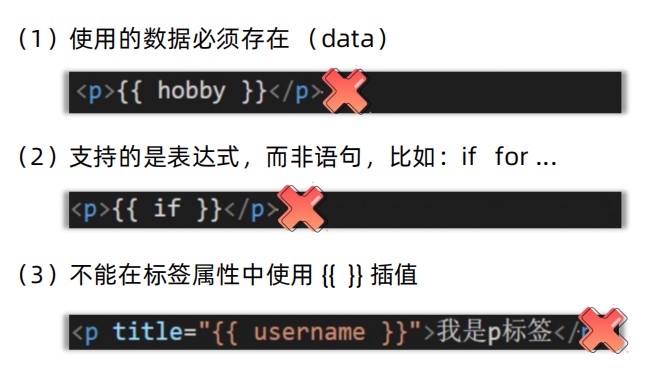 （1）使用的数据必须存在 （data）
<p>{{ hobby }}</p>
（2）支持的是表达式，而非语句，比如：if for ...
<p>{{ if }}</p>
（3）不能在标签属性中使用 {{ }} 插值
<p title="{{ username }}">我是p标签</p